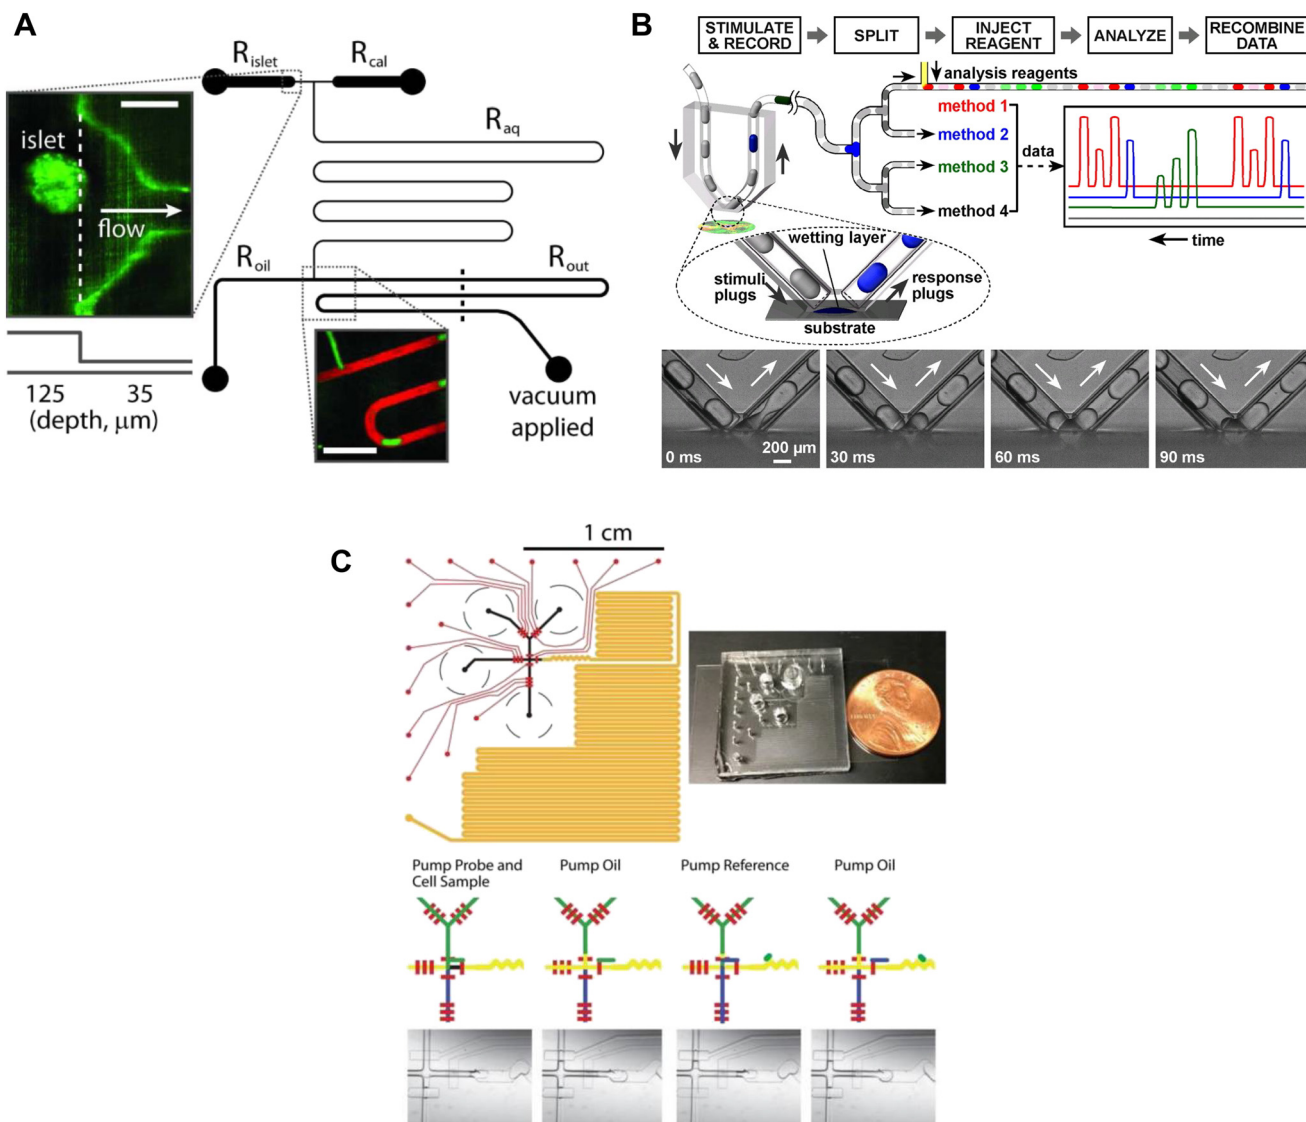 A
R_islet
R_cal
islet
flow
R_aq
R_oil
R_out
125
35
(depth, μm)
vacuum
applied
B
STIMULATE
& RECORD
SPLIT
INJECT
REAGENT
ANALYZE
RECOMBINE
DATA
analysis reagents
method 1
method 2
method 3
method 4
data
time
wetting layer
stimuli
plugs
response
plugs
substrate
0 ms
200 μm
30 ms
60 ms
90 ms
C
1 cm
Pump Probe and
Cell Sample
Pump Oil
Pump Reference
Pump Oil